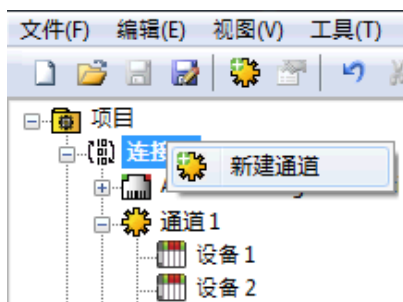 文件(F) 编辑(E) 视图(V) 工具(T)
项目
连接
新建通道
通道1
设备1
设备2